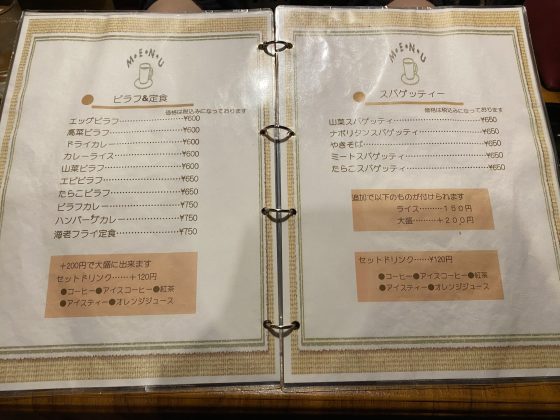 M・E・N・U
ピラフ&定食
価格は税込みになっております
エッグピラフ…………………¥600
高菜ピラフ……………………¥600
ドライカレー…………………¥600
カレーライス…………………¥600
山菜ピラフ……………………¥650
エビピラフ……………………¥650
たらこピラフ…………………¥650
ピラフカレー…………………¥750
ハンバーグカレー……………¥750
海老フライ定食………………¥750
+200円で大盛に出来ます
セットドリンク……+120円
●コーヒー●アイスコーヒー●紅茶
●アイスティー●オレンジジュース
M・E・N・U
スパゲッティー
価格は税込みになっております
山菜スパゲッティ……………¥650
ナポリタンスパゲッティ……¥650
やきそば………………………¥650
ミートスパゲッティ…………¥650
たらこスパゲッティ…………¥650
追加で以下のものが付けられます
ライス………150円
大盛………+200円
セットドリンク……¥120円
●コーヒー●アイスコーヒー●紅茶
●アイスティー●オレンジジュース